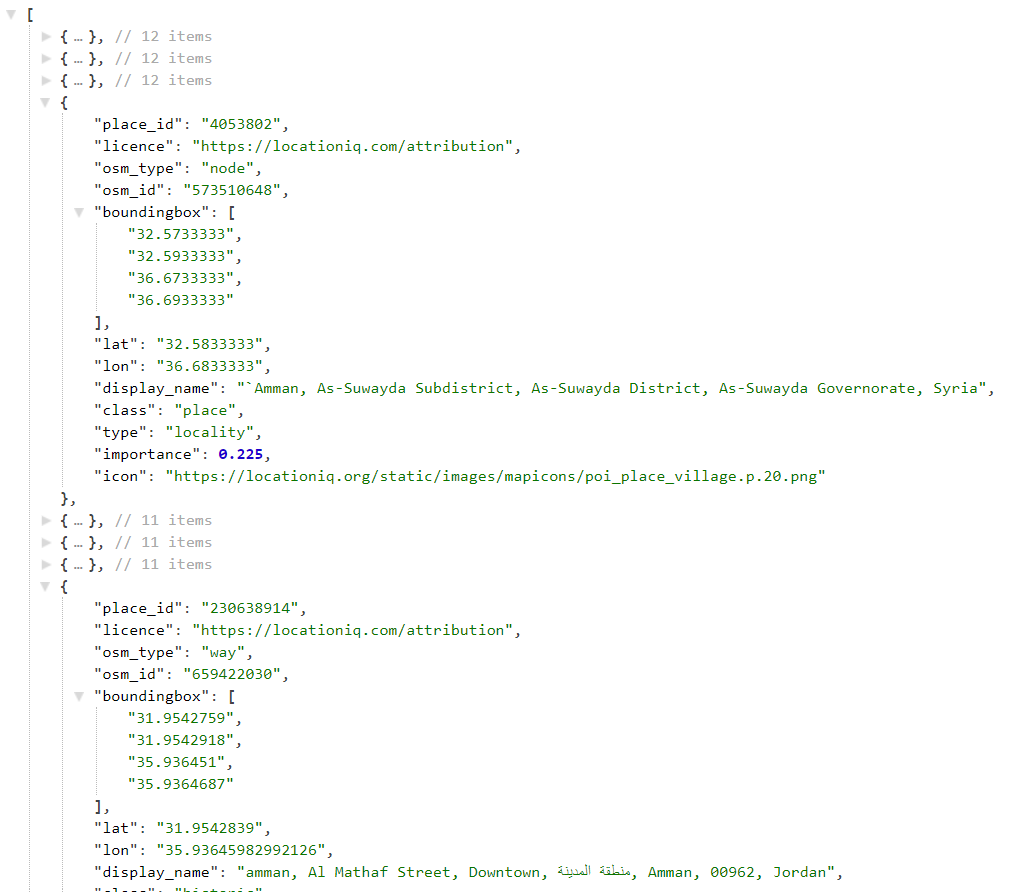 [
{ … }, // 12 items
{ … }, // 12 items
{ … }, // 12 items
{
"place_id": "4053802",
"licence": "https://locationiq.com/attribution",
"osm_type": "node",
"osm_id": "573510648",
"boundingbox": [
"32.5733333",
"32.5933333",
"36.6733333",
"36.6933333"
],
"lat": "32.5833333",
"lon": "36.6833333",
"display_name": "`Amman, As-Suwayda Subdistrict, As-Suwayda District, As-Suwayda Governorate, Syria",
"class": "place",
"type": "locality",
"importance": 0.225,
"icon": "https://locationiq.org/static/images/mapicons/poi_place_village.p.20.png"
},
{ … }, // 11 items
{ … }, // 11 items
{ … }, // 11 items
{
"place_id": "230638914",
"licence": "https://locationiq.com/attribution",
"osm_type": "way",
"osm_id": "659422030",
"boundingbox": [
"31.9542759",
"31.9542918",
"35.936451",
"35.9364687"
],
"lat": "31.9542839",
"lon": "35.93645982992126",
"display_name": "amman, Al Mathaf Street, Downtown, منطقة المدينة, Amman, 00962, Jordan",
"class": "historic"